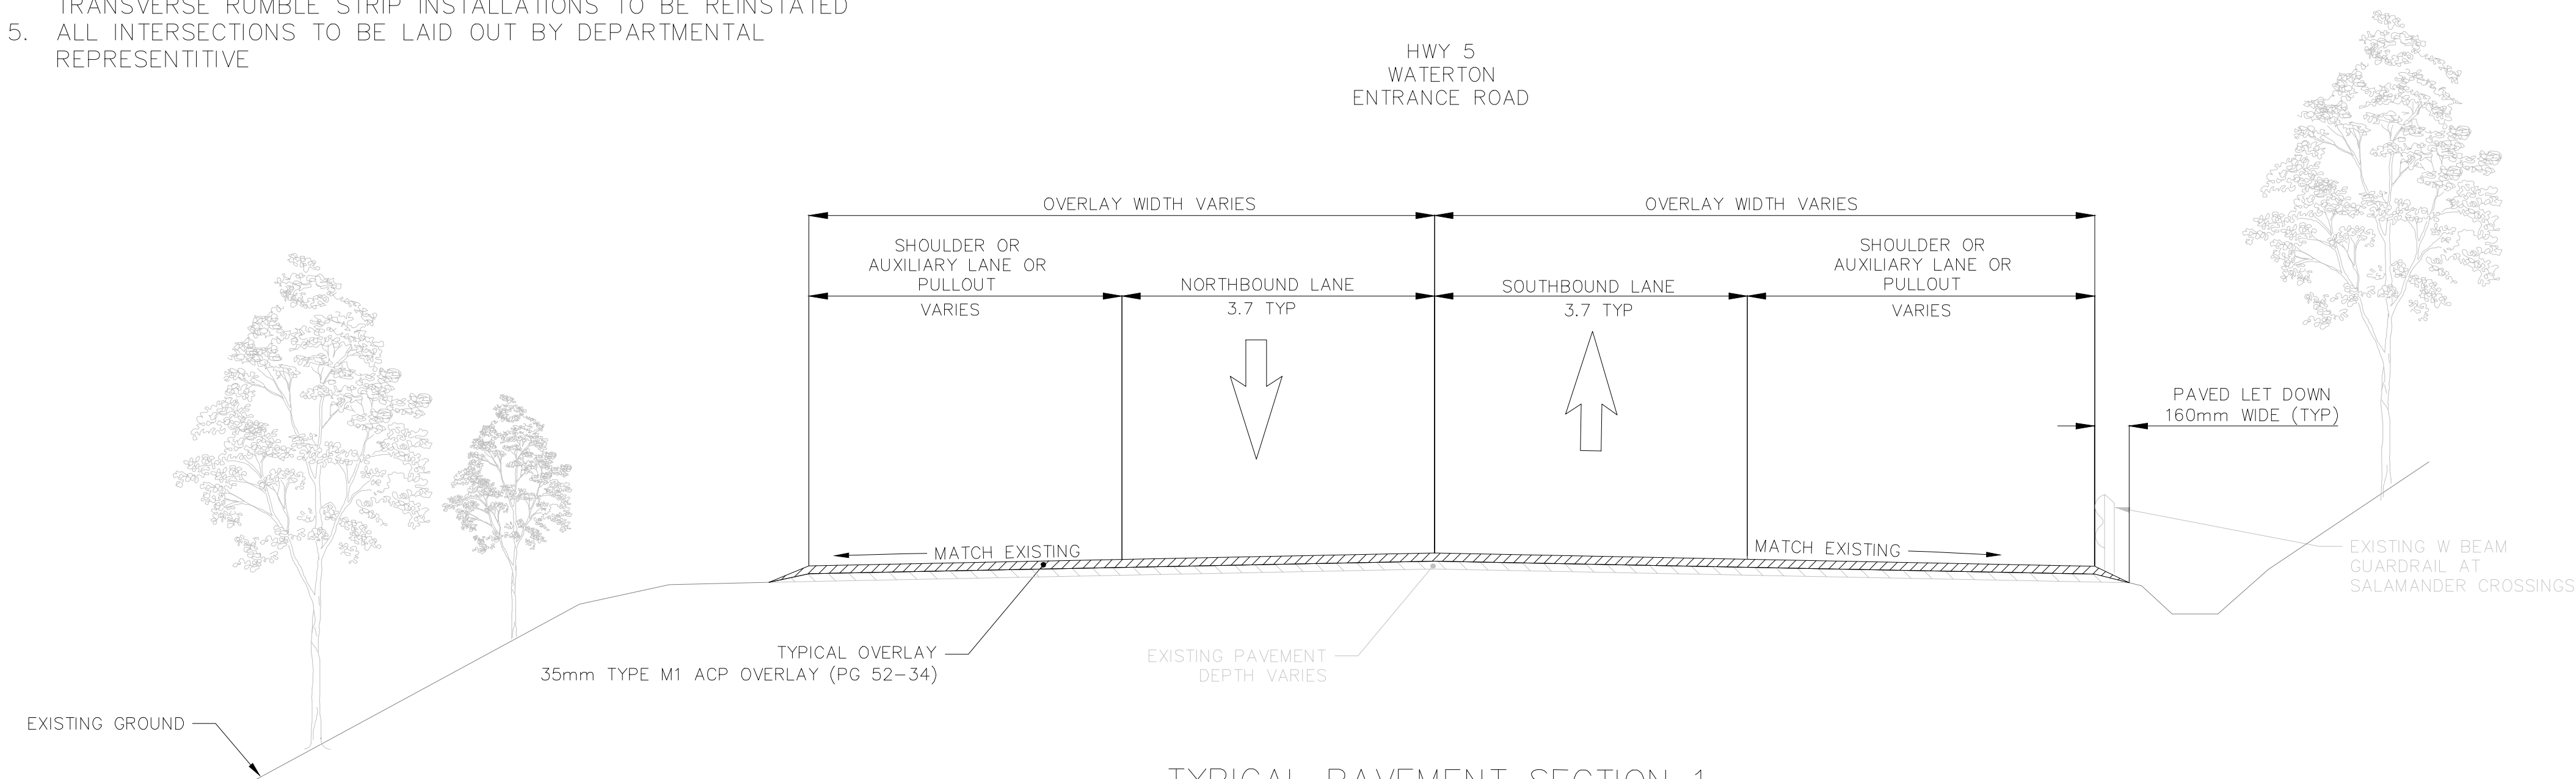 TRANSVERSE RUMBLE STRIP INSTALLATIONS TO BE REINSTATED
5. ALL INTERSECTIONS TO BE LAID OUT BY DEPARTMENTAL
REPRESENTITIVE
HWY 5
WATERTON
ENTRANCE ROAD
OVERLAY WIDTH VARIES
OVERLAY WIDTH VARIES
SHOULDER OR
AUXILIARY LANE OR
PULLOUT
VARIES
NORTHBOUND LANE
3.7 TYP
SOUTHBOUND LANE
3.7 TYP
SHOULDER OR
AUXILIARY LANE OR
PULLOUT
VARIES
PAVED LET DOWN
160mm WIDE (TYP)
MATCH EXISTING
MATCH EXISTING
EXISTING W BEAM
GUARDRAIL AT
SALAMANDER CROSSINGS
TYPICAL OVERLAY
35mm TYPE M1 ACP OVERLAY (PG 52-34)
EXISTING PAVEMENT
DEPTH VARIES
EXISTING GROUND
TYPICAL PAVEMENT SECTION 1